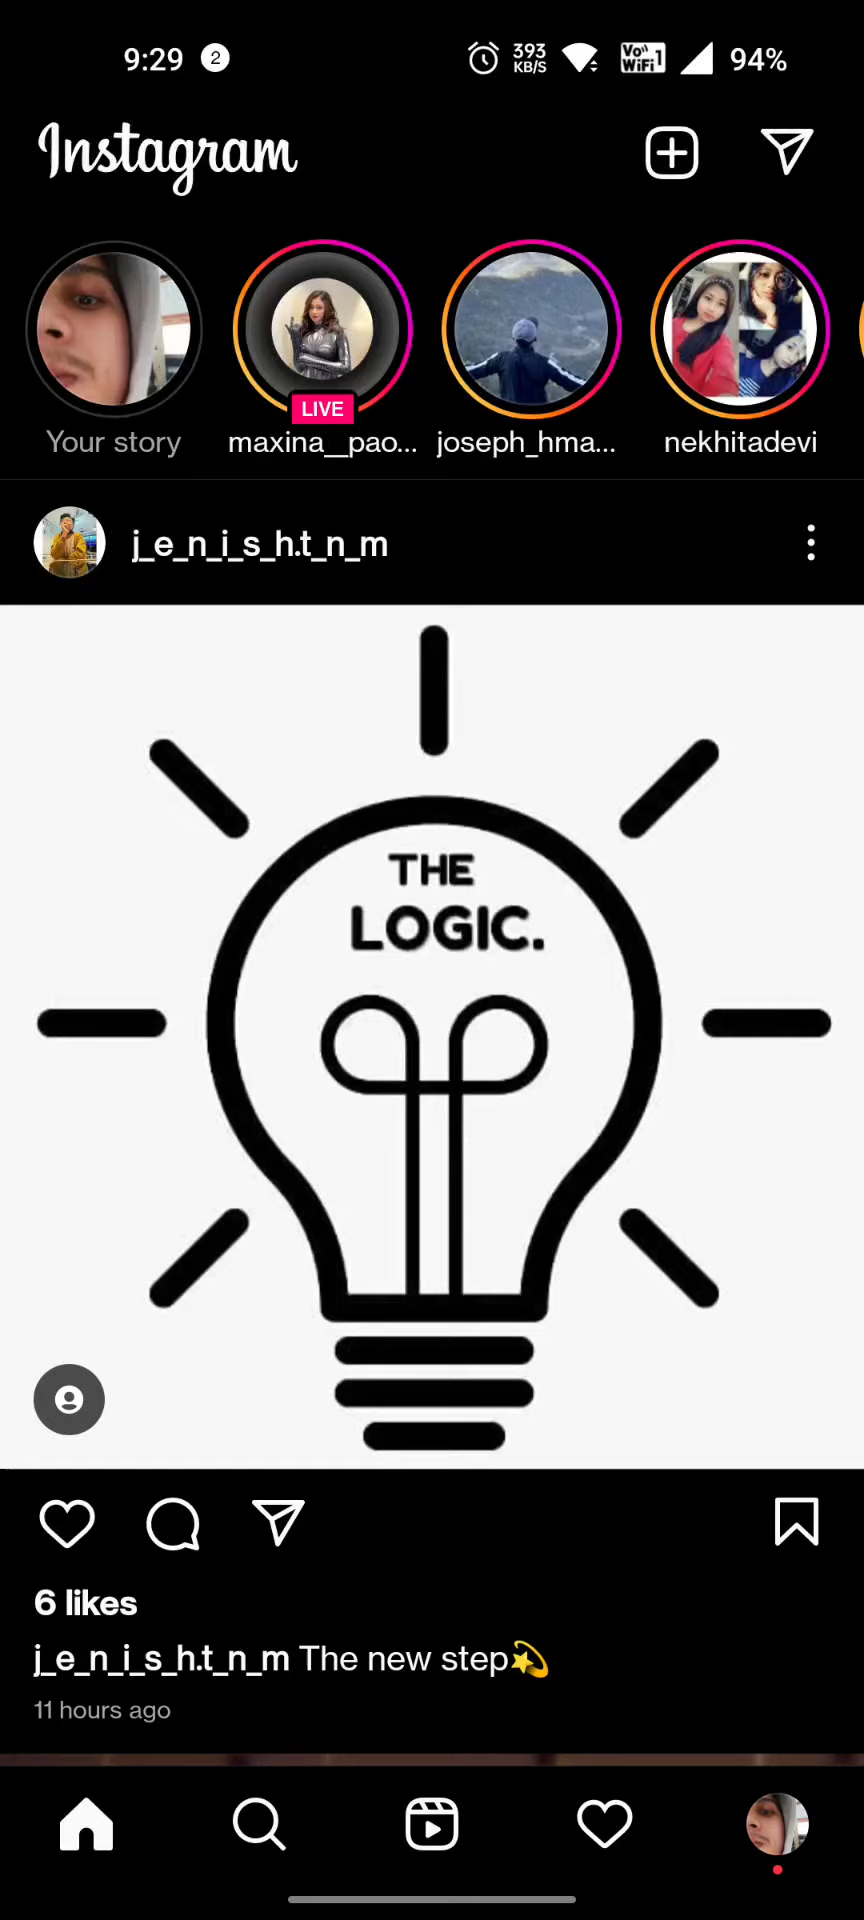 9:29 2 393 KB/S Vo)) WiFi 1 94%
Instagram
LIVE
Your story maxina__pao... joseph_hma... nekhitadevi
j_e_n_i_s_h.t_n_m
THE
LOGIC.
6 likes
j_e_n_i_s_h.t_n_m The new step💫
11 hours ago